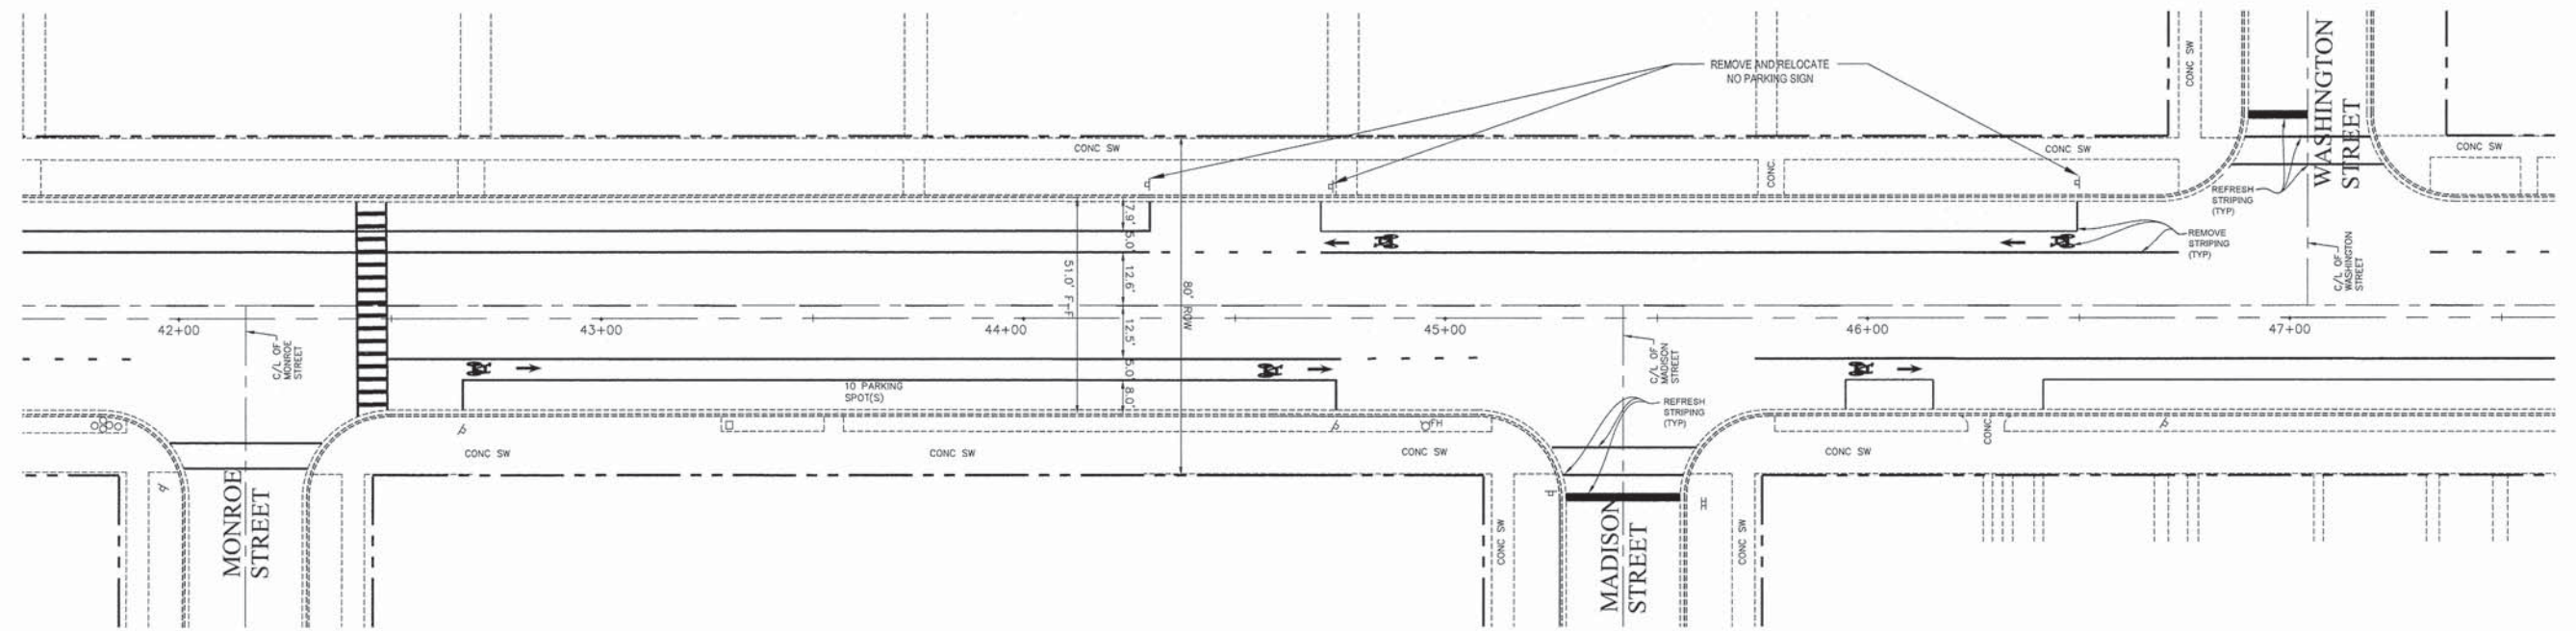 REMOVE AND RELOCATE
NO PARKING SIGN
CONC SW
WASHINGTON
STREET
CONC SW
CONC.
CONC SW
CONC SW
REFRESH
STRIPING
(TYP)
REMOVE
STRIPING
(TYP)
C/L OF
WASHINGTON
STREET
7.9'
5.0'
12.6'
51.0' F-F
80' ROW
12.5'
5.0'
8.0'
42+00
43+00
44+00
45+00
46+00
47+00
C/L OF
MONROE
STREET
C/L OF
MADISON
STREET
10 PARKING
SPOT(S)
REFRESH
STRIPING
(TYP)
FH
CONC
CONC SW
CONC SW
CONC SW
CONC SW
MONROE
STREET
CONC SW
MADISON
STREET
CONC SW